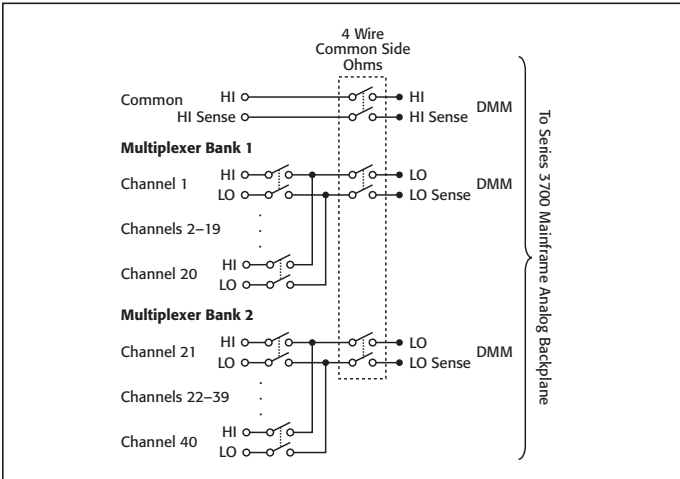 4 Wire
Common Side
Ohms
Common HI HI DMM
HI Sense HI Sense
Multiplexer Bank 1
Channel 1 HI LO DMM
LO LO Sense
Channels 2–19
Channel 20 HI
LO
Multiplexer Bank 2
Channel 21 HI LO DMM
LO LO Sense
Channels 22–39
Channel 40 HI
LO
To Series 3700 Mainframe Analog Backplane